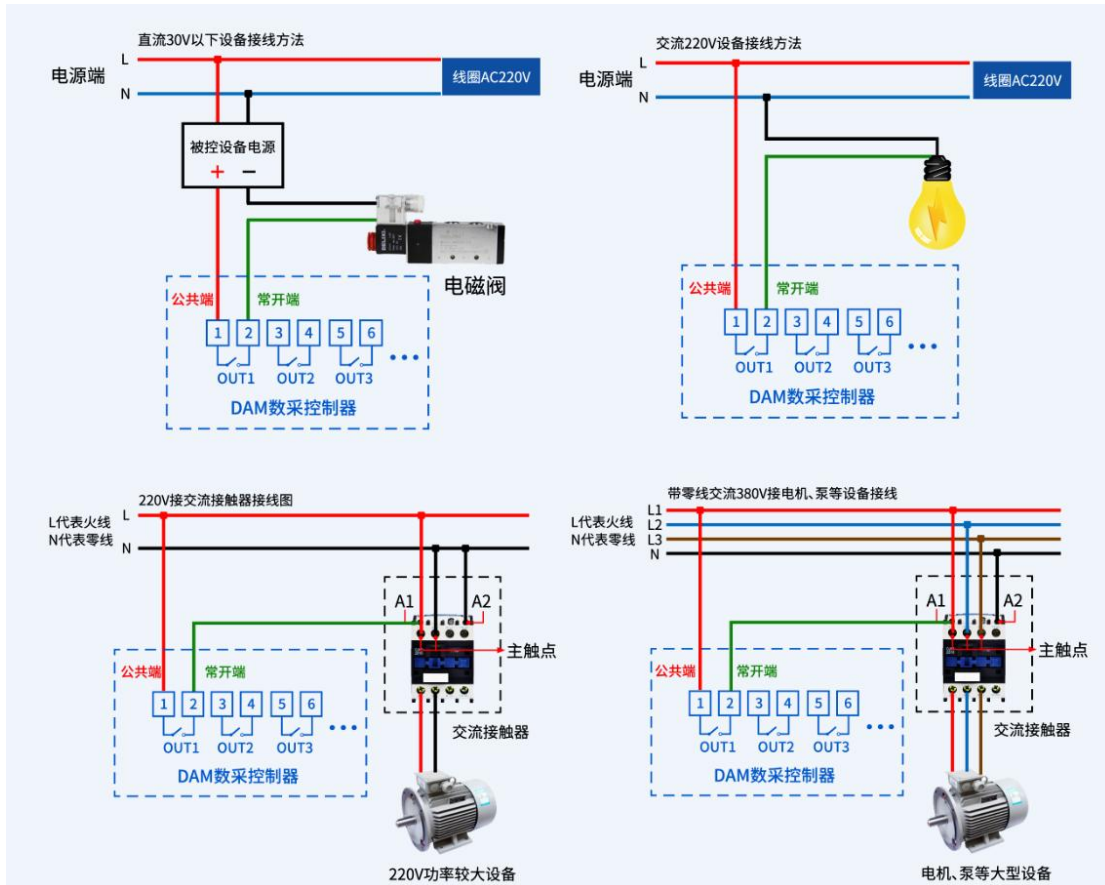 直流30V以下设备接线方法
L
电源端
线圈AC220V
N
被控设备电源
+ −
电磁阀
公共端
常开端
1 2 3 4 5 6
OUT1 OUT2 OUT3
DAM数采控制器
交流220V设备接线方法
L
电源端
线圈AC220V
N
公共端
常开端
1 2 3 4 5 6
OUT1 OUT2 OUT3
DAM数采控制器
220V接交流接触器接线图
L
L代表火线
N代表零线
N
A1 A2
主触点
公共端
常开端
1 2 3 4 5 6
OUT1 OUT2 OUT3
交流接触器
DAM数采控制器
220V功率较大设备
带零线交流380V接电机、泵等设备接线
L1
L代表火线
L2
N代表零线
L3
N
A1 A2
主触点
公共端
常开端
1 2 3 4 5 6
OUT1 OUT2 OUT3
交流接触器
DAM数采控制器
电机、泵等大型设备